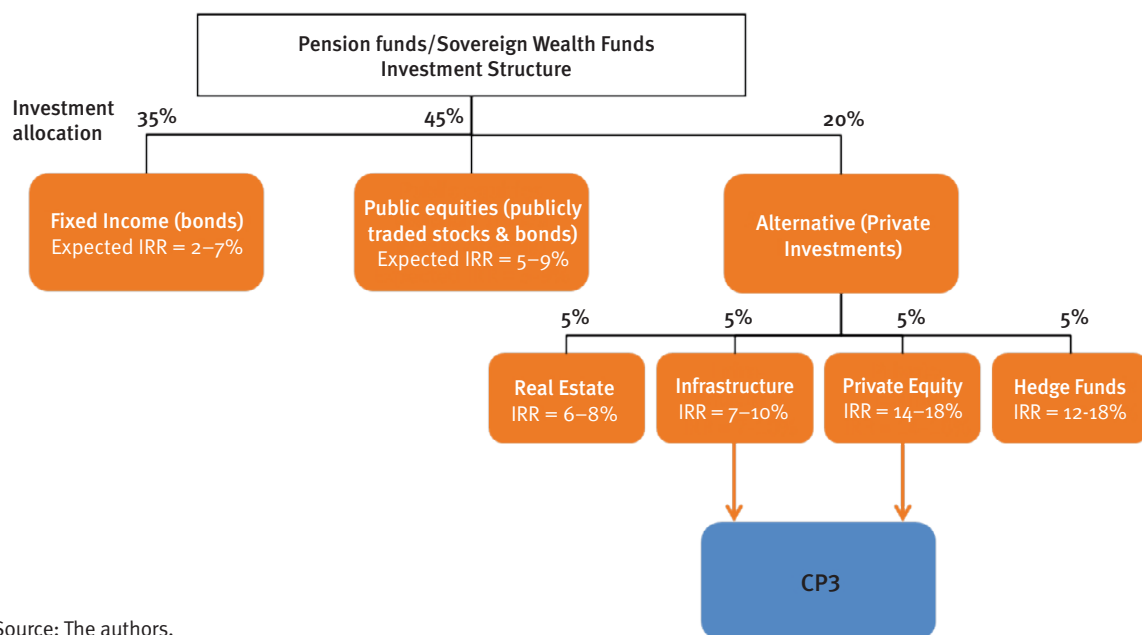 Pension funds/Sovereign Wealth Funds
Investment Structure
Investment
allocation
35%
45%
20%
Fixed Income (bonds)
Expected IRR = 2–7%
Public equities (publicly
traded stocks & bonds)
Expected IRR = 5–9%
Alternative (Private
Investments)
5%
5%
5%
5%
Real Estate
IRR = 6–8%
Infrastructure
IRR = 7–10%
Private Equity
IRR = 14–18%
Hedge Funds
IRR = 12-18%
CP3
Source: The authors.